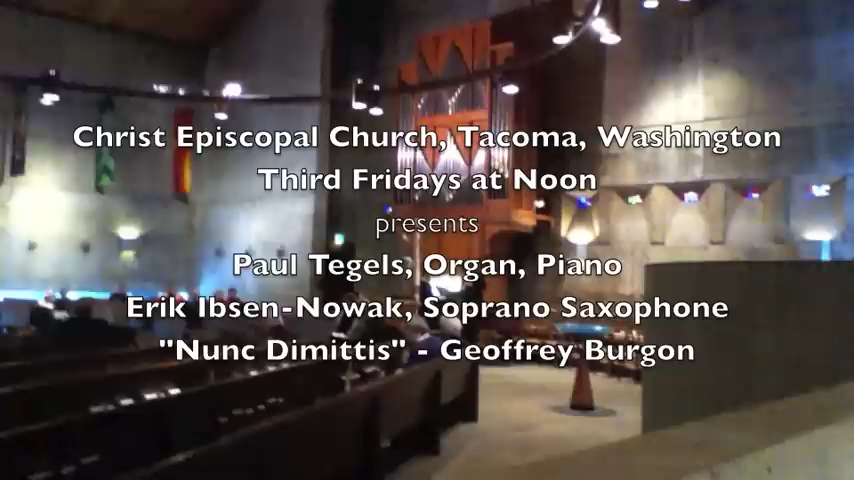 Christ Episcopal Church, Tacoma, Washington
Third Fridays at Noon
presents
Paul Tegels, Organ, Piano
Erik Ibsen-Nowak, Soprano Saxophone
"Nunc Dimittis" - Geoffrey Burgon